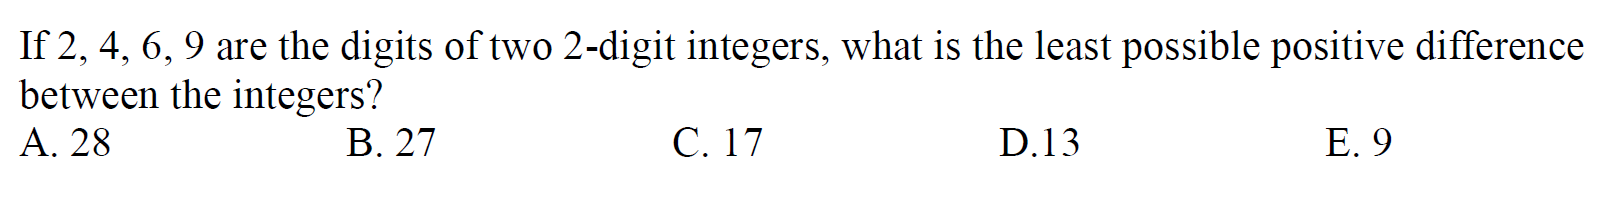 If 2, 4, 6, 9 are the digits of two 2-digit integers, what is the least possible positive difference
between the integers?
A. 28 B. 27 C. 17 D.13 E. 9